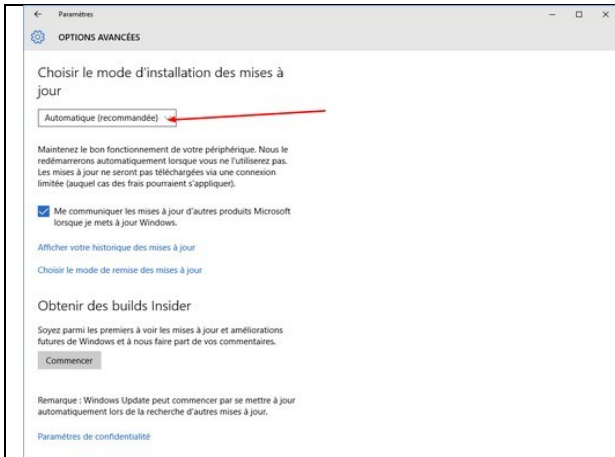 Paramètres
OPTIONS AVANCÉES
Choisir le mode d'installation des mises à
jour
Automatique (recommandée)
Maintenez le bon fonctionnement de votre périphérique. Nous le
redémarrerons automatiquement lorsque vous ne l'utiliserez pas.
Les mises à jour ne seront pas téléchargées via une connexion
limitée (auquel cas des frais pourraient s'appliquer).
Me communiquer les mises à jour d'autres produits Microsoft
lorsque je mets à jour Windows.
Afficher votre historique des mises à jour
Choisir le mode de remise des mises à jour
Obtenir des builds Insider
Soyez parmi les premiers à voir les mises à jour et améliorations
futures de Windows et à nous faire part de vos commentaires.
Commencer
Remarque : Windows Update peut commencer par se mettre à jour
automatiquement lors de la recherche d'autres mises à jour.
Paramètres de confidentialité